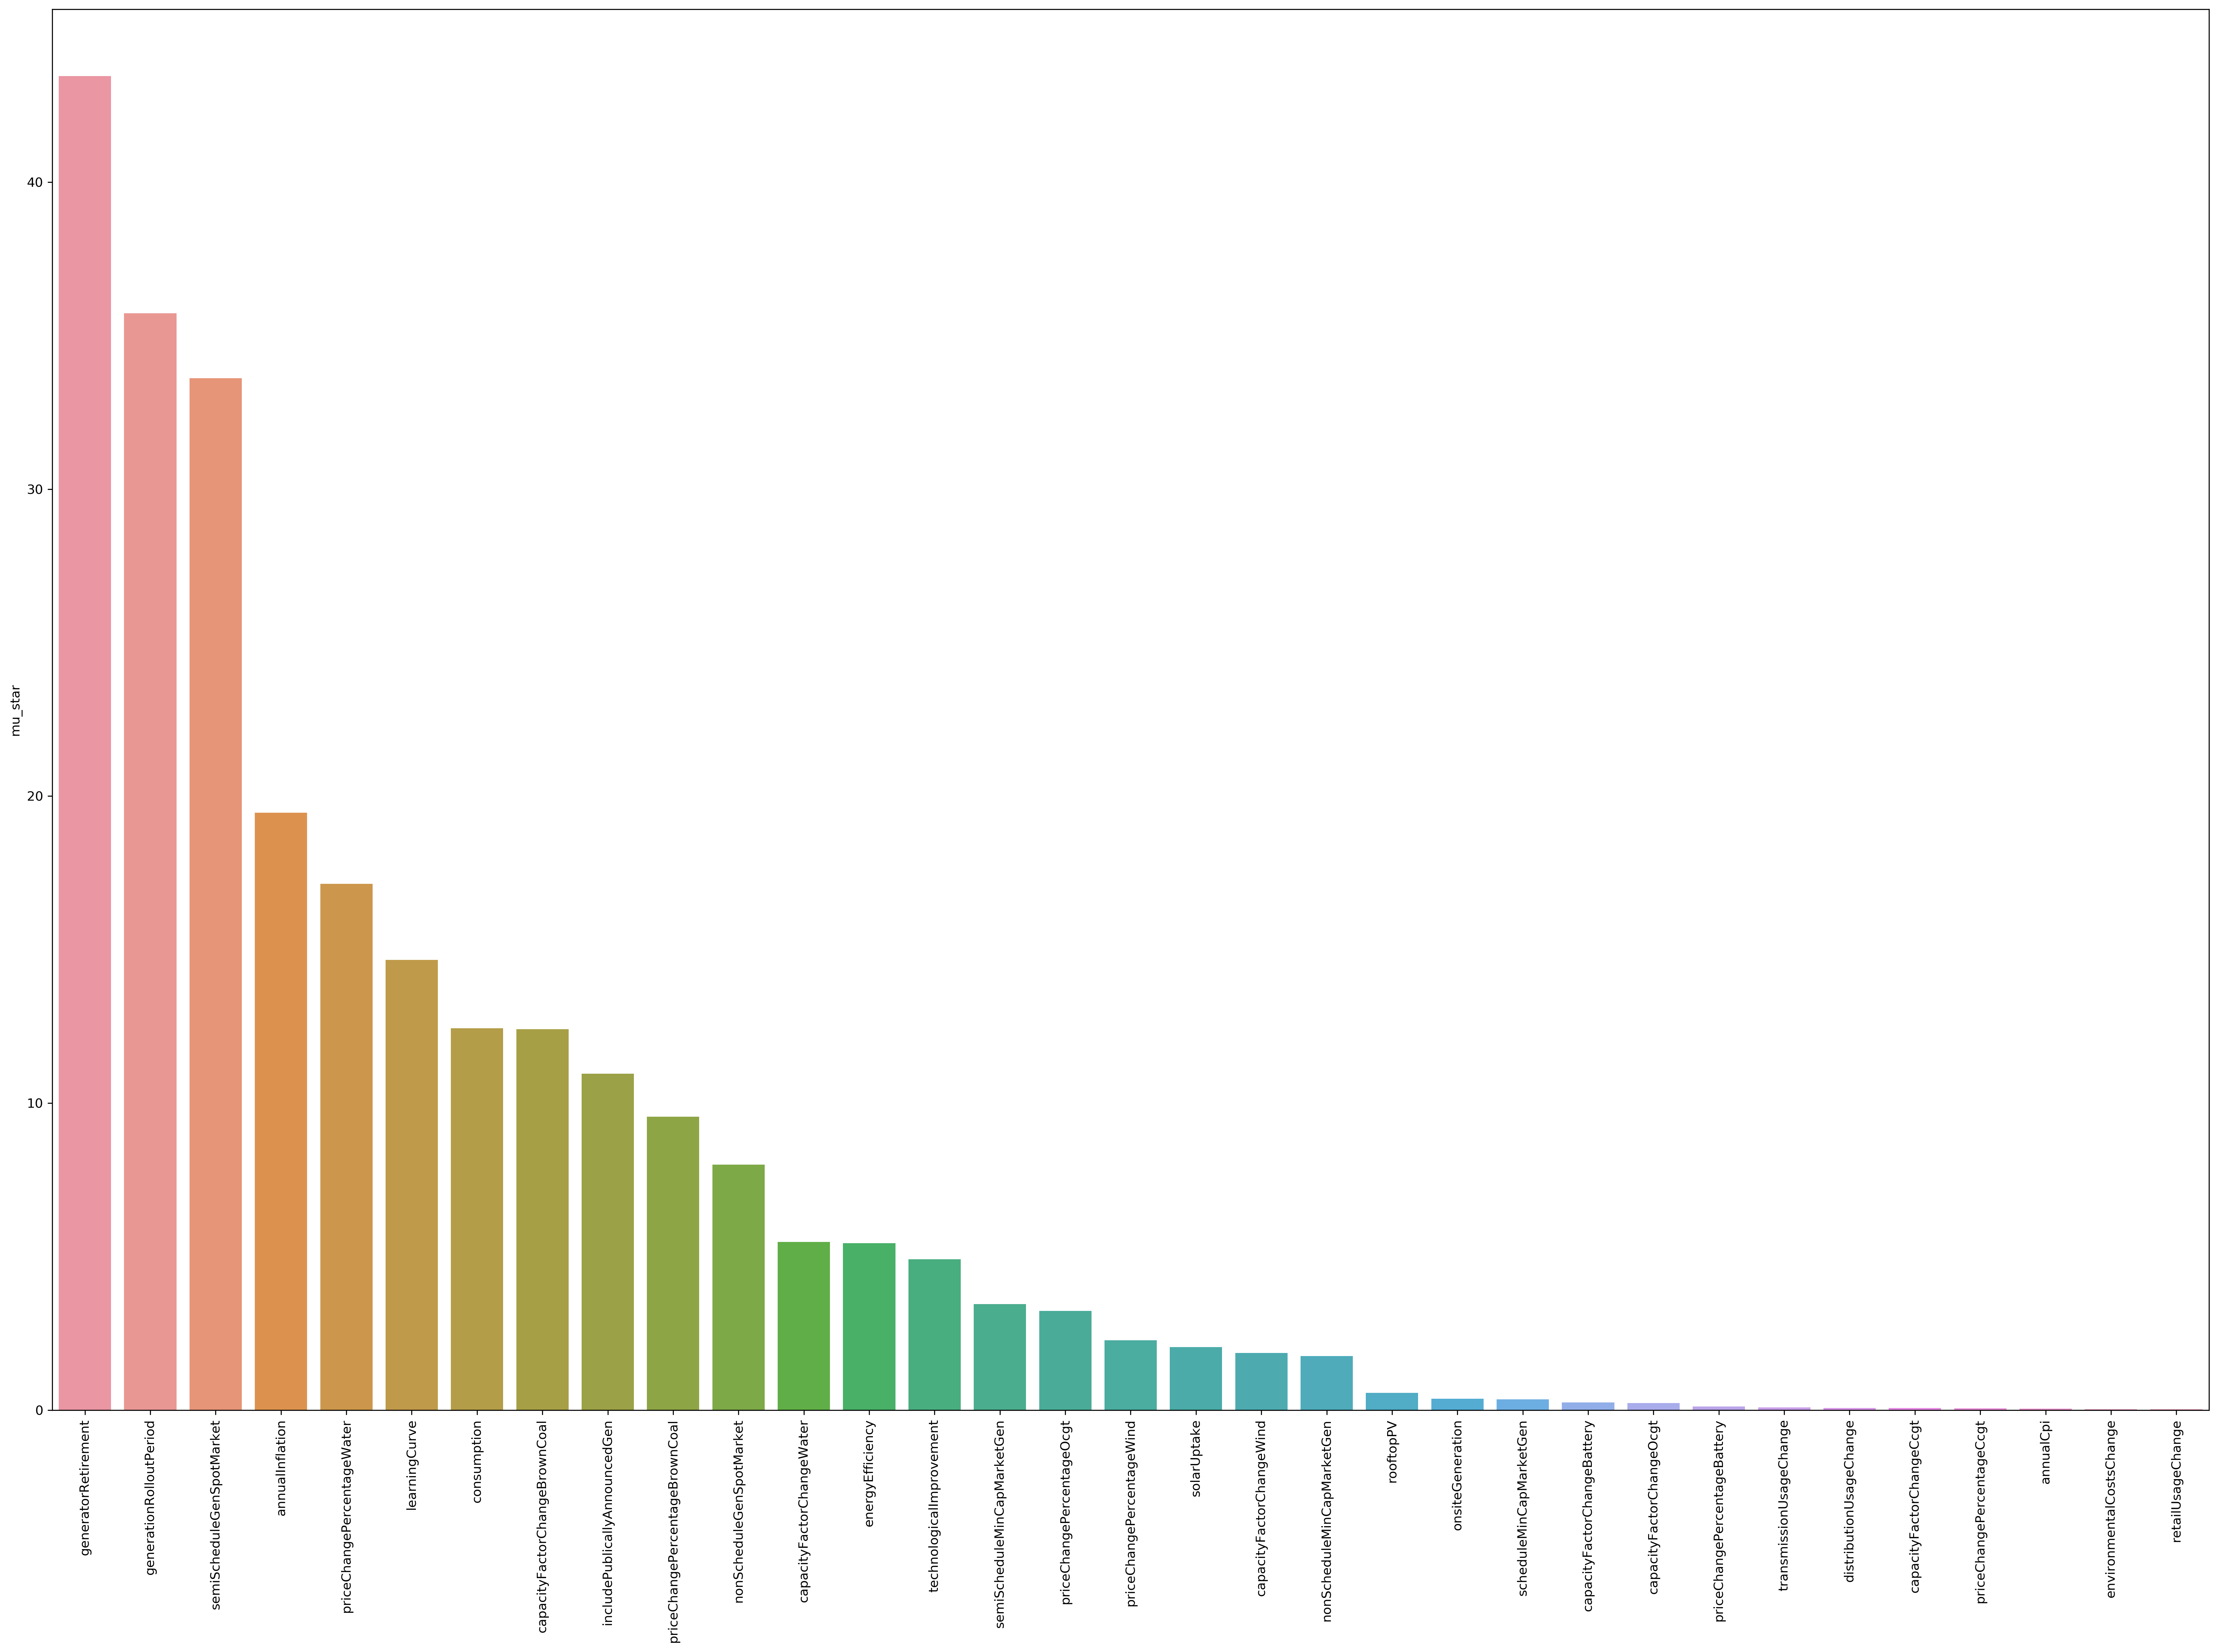 40
30
20
10
0
mu_star
generatorRetirement
generationRolloutPeriod
semiScheduleGenSpotMarket
annualInflation
priceChangePercentageWater
learningCurve
consumption
capacityFactorChangeBrownCoal
includePublicallyAnnouncedGen
priceChangePercentageBrownCoal
nonScheduleGenSpotMarket
capacityFactorChangeWater
energyEfficiency
technologicalImprovement
semiScheduleMinCapMarketGen
priceChangePercentageOcgt
priceChangePercentageWind
solarUptake
capacityFactorChangeWind
nonScheduleMinCapMarketGen
rooftopPV
onsiteGeneration
scheduleMinCapMarketGen
capacityFactorChangeBattery
capacityFactorChangeOcgt
priceChangePercentageBattery
transmissionUsageChange
distributionUsageChange
capacityFactorChangeCcgt
priceChangePercentageCcgt
annualCpi
environmentalCostsChange
retailUsageChange